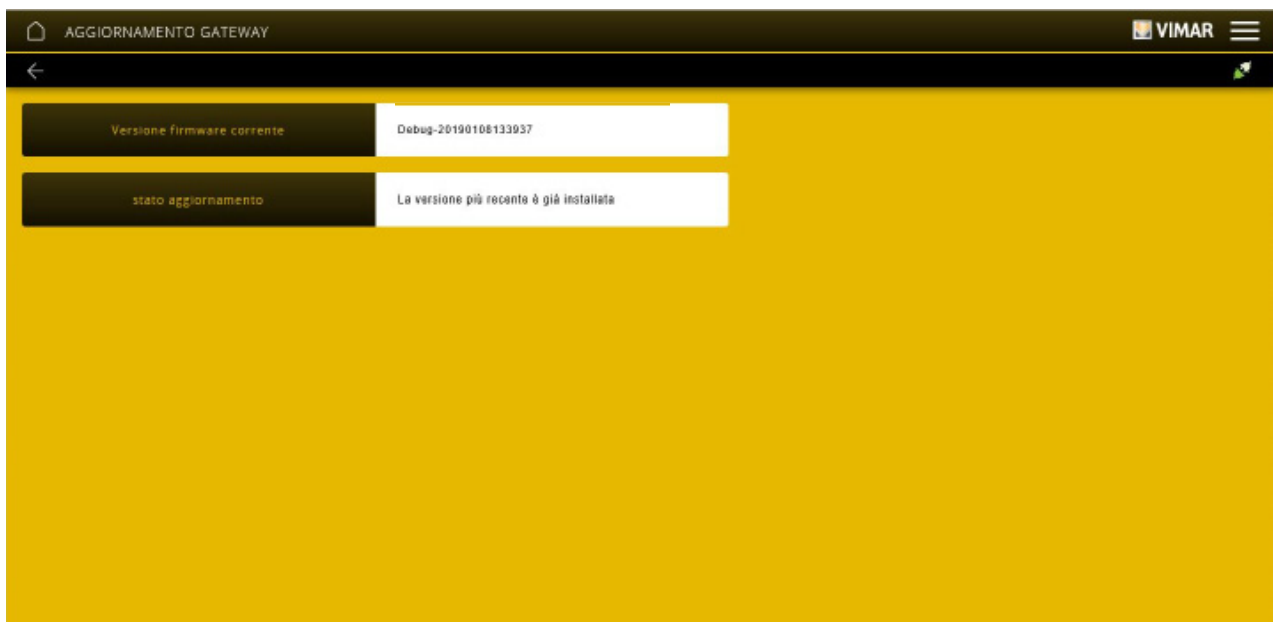 AGGIORNAMENTO GATEWAY
VIMAR
Versione firmware corrente
Debug-20190108133937
stato aggiornamento
La versione più recente è già installata